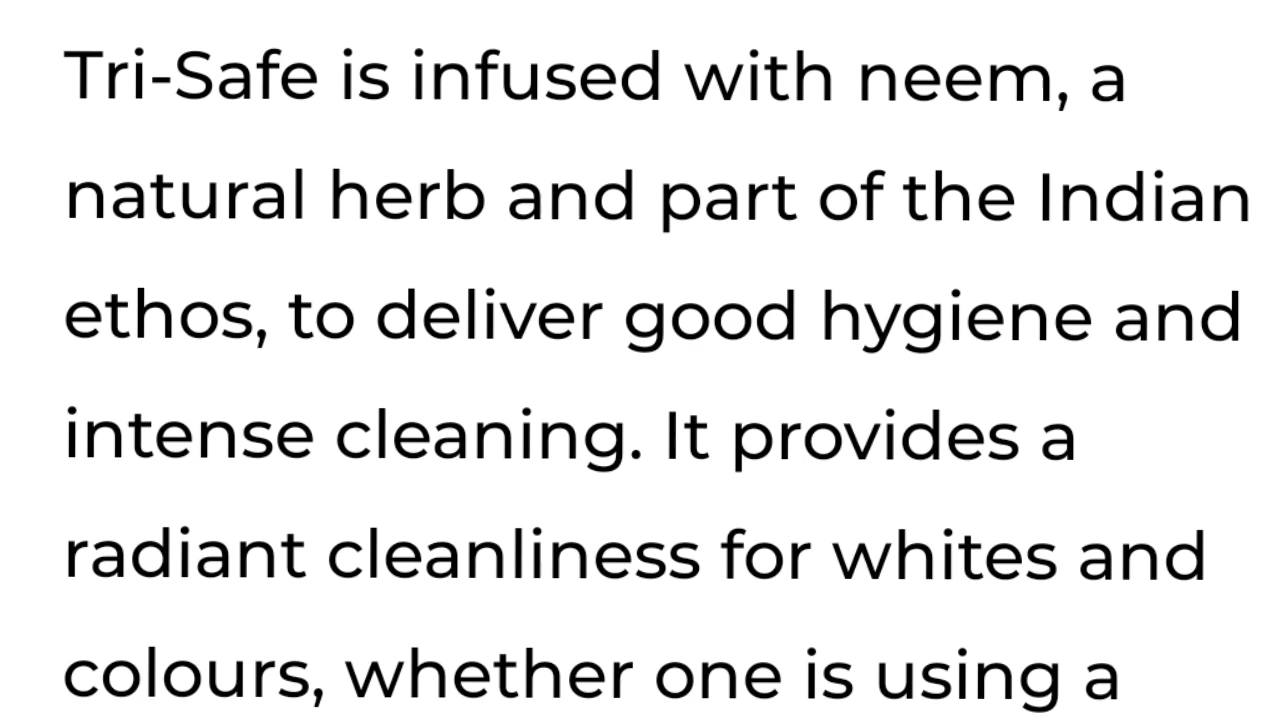 Tri-Safe is infused with neem, a
natural herb and part of the Indian
ethos, to deliver good hygiene and
intense cleaning. It provides a
radiant cleanliness for whites and
colours, whether one is using a